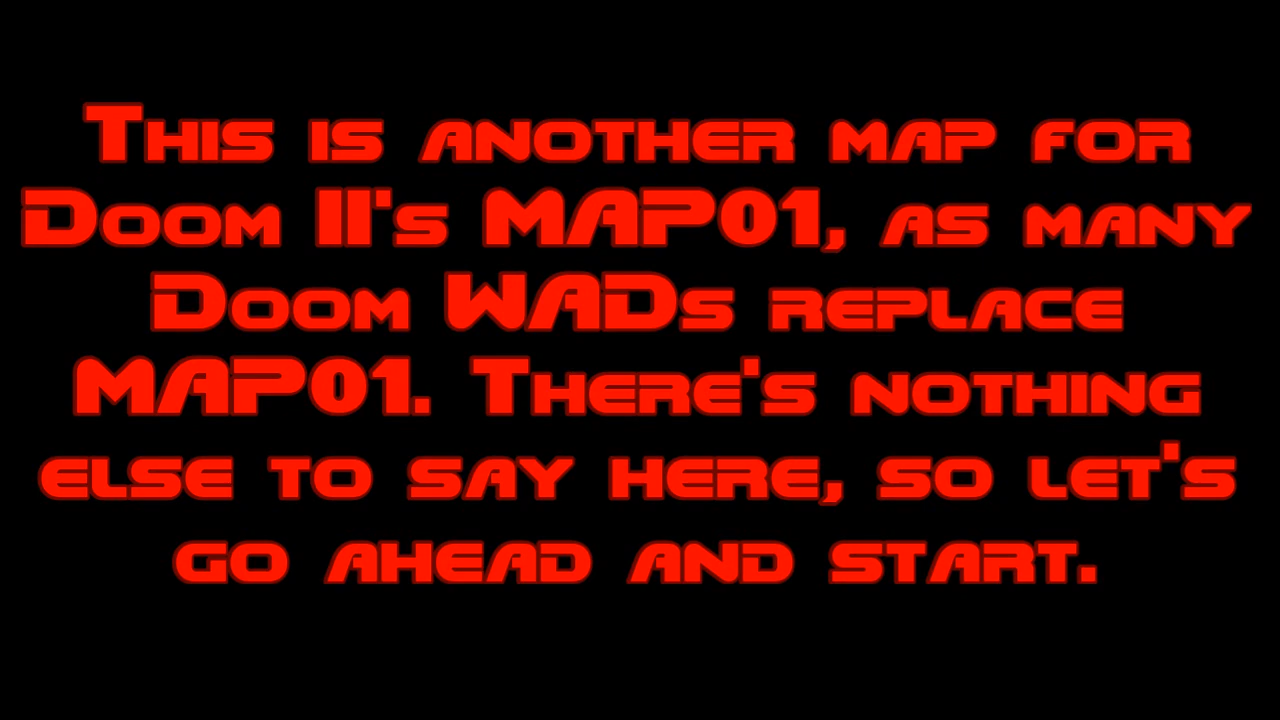 This is another map for
Doom II's MAP01, as many
Doom WADs replace
MAP01. There's nothing
else to say here, so let's
go ahead and start.